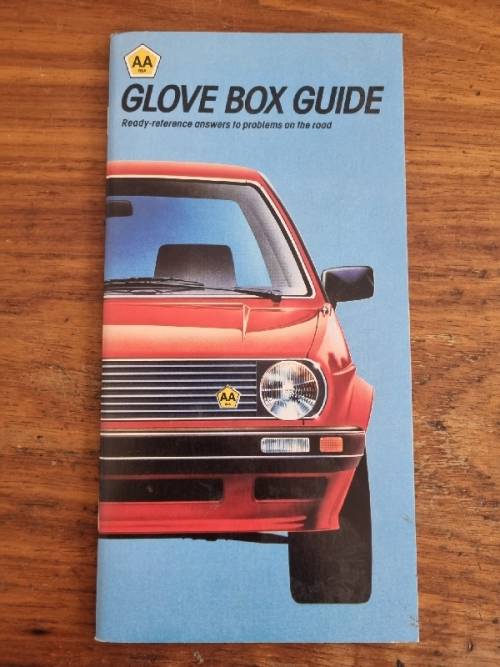 AA
GLOVE BOX GUIDE
Ready-reference answers to problems on the road
AA